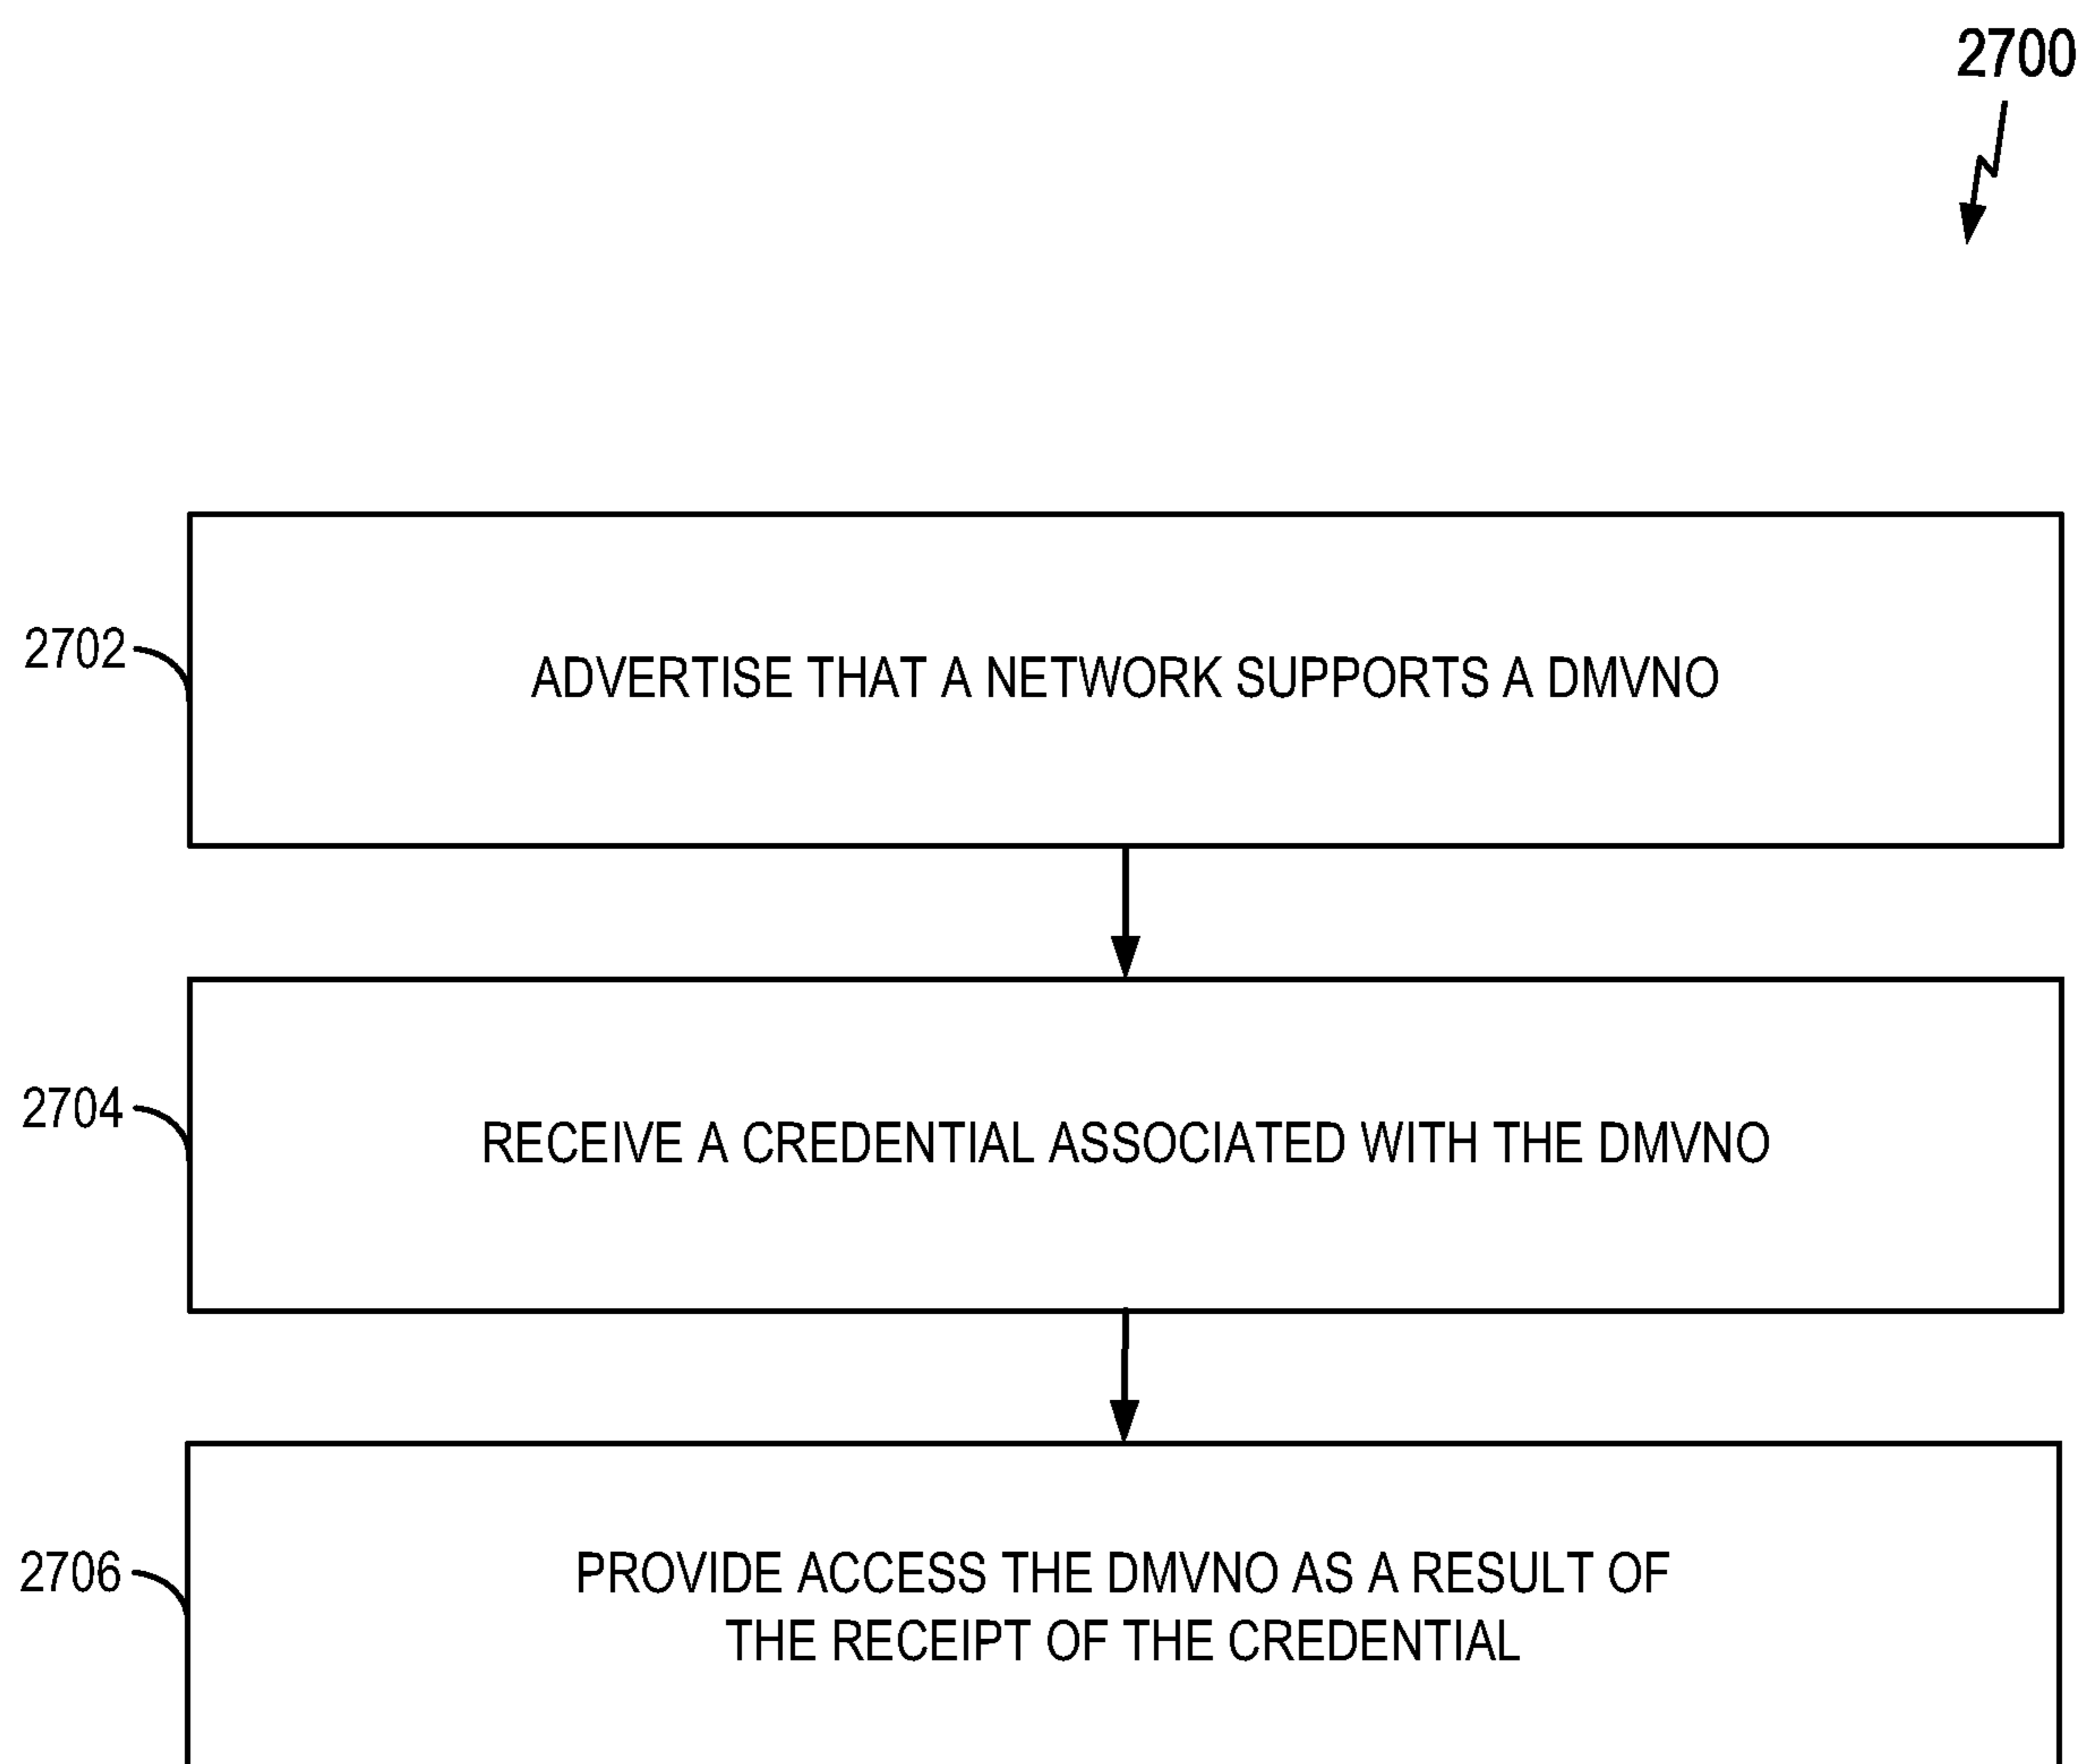 2700
2702
ADVERTISE THAT A NETWORK SUPPORTS A DMVNO
2704
RECEIVE A CREDENTIAL ASSOCIATED WITH THE DMVNO
2706
PROVIDE ACCESS THE DMVNO AS A RESULT OF
THE RECEIPT OF THE CREDENTIAL